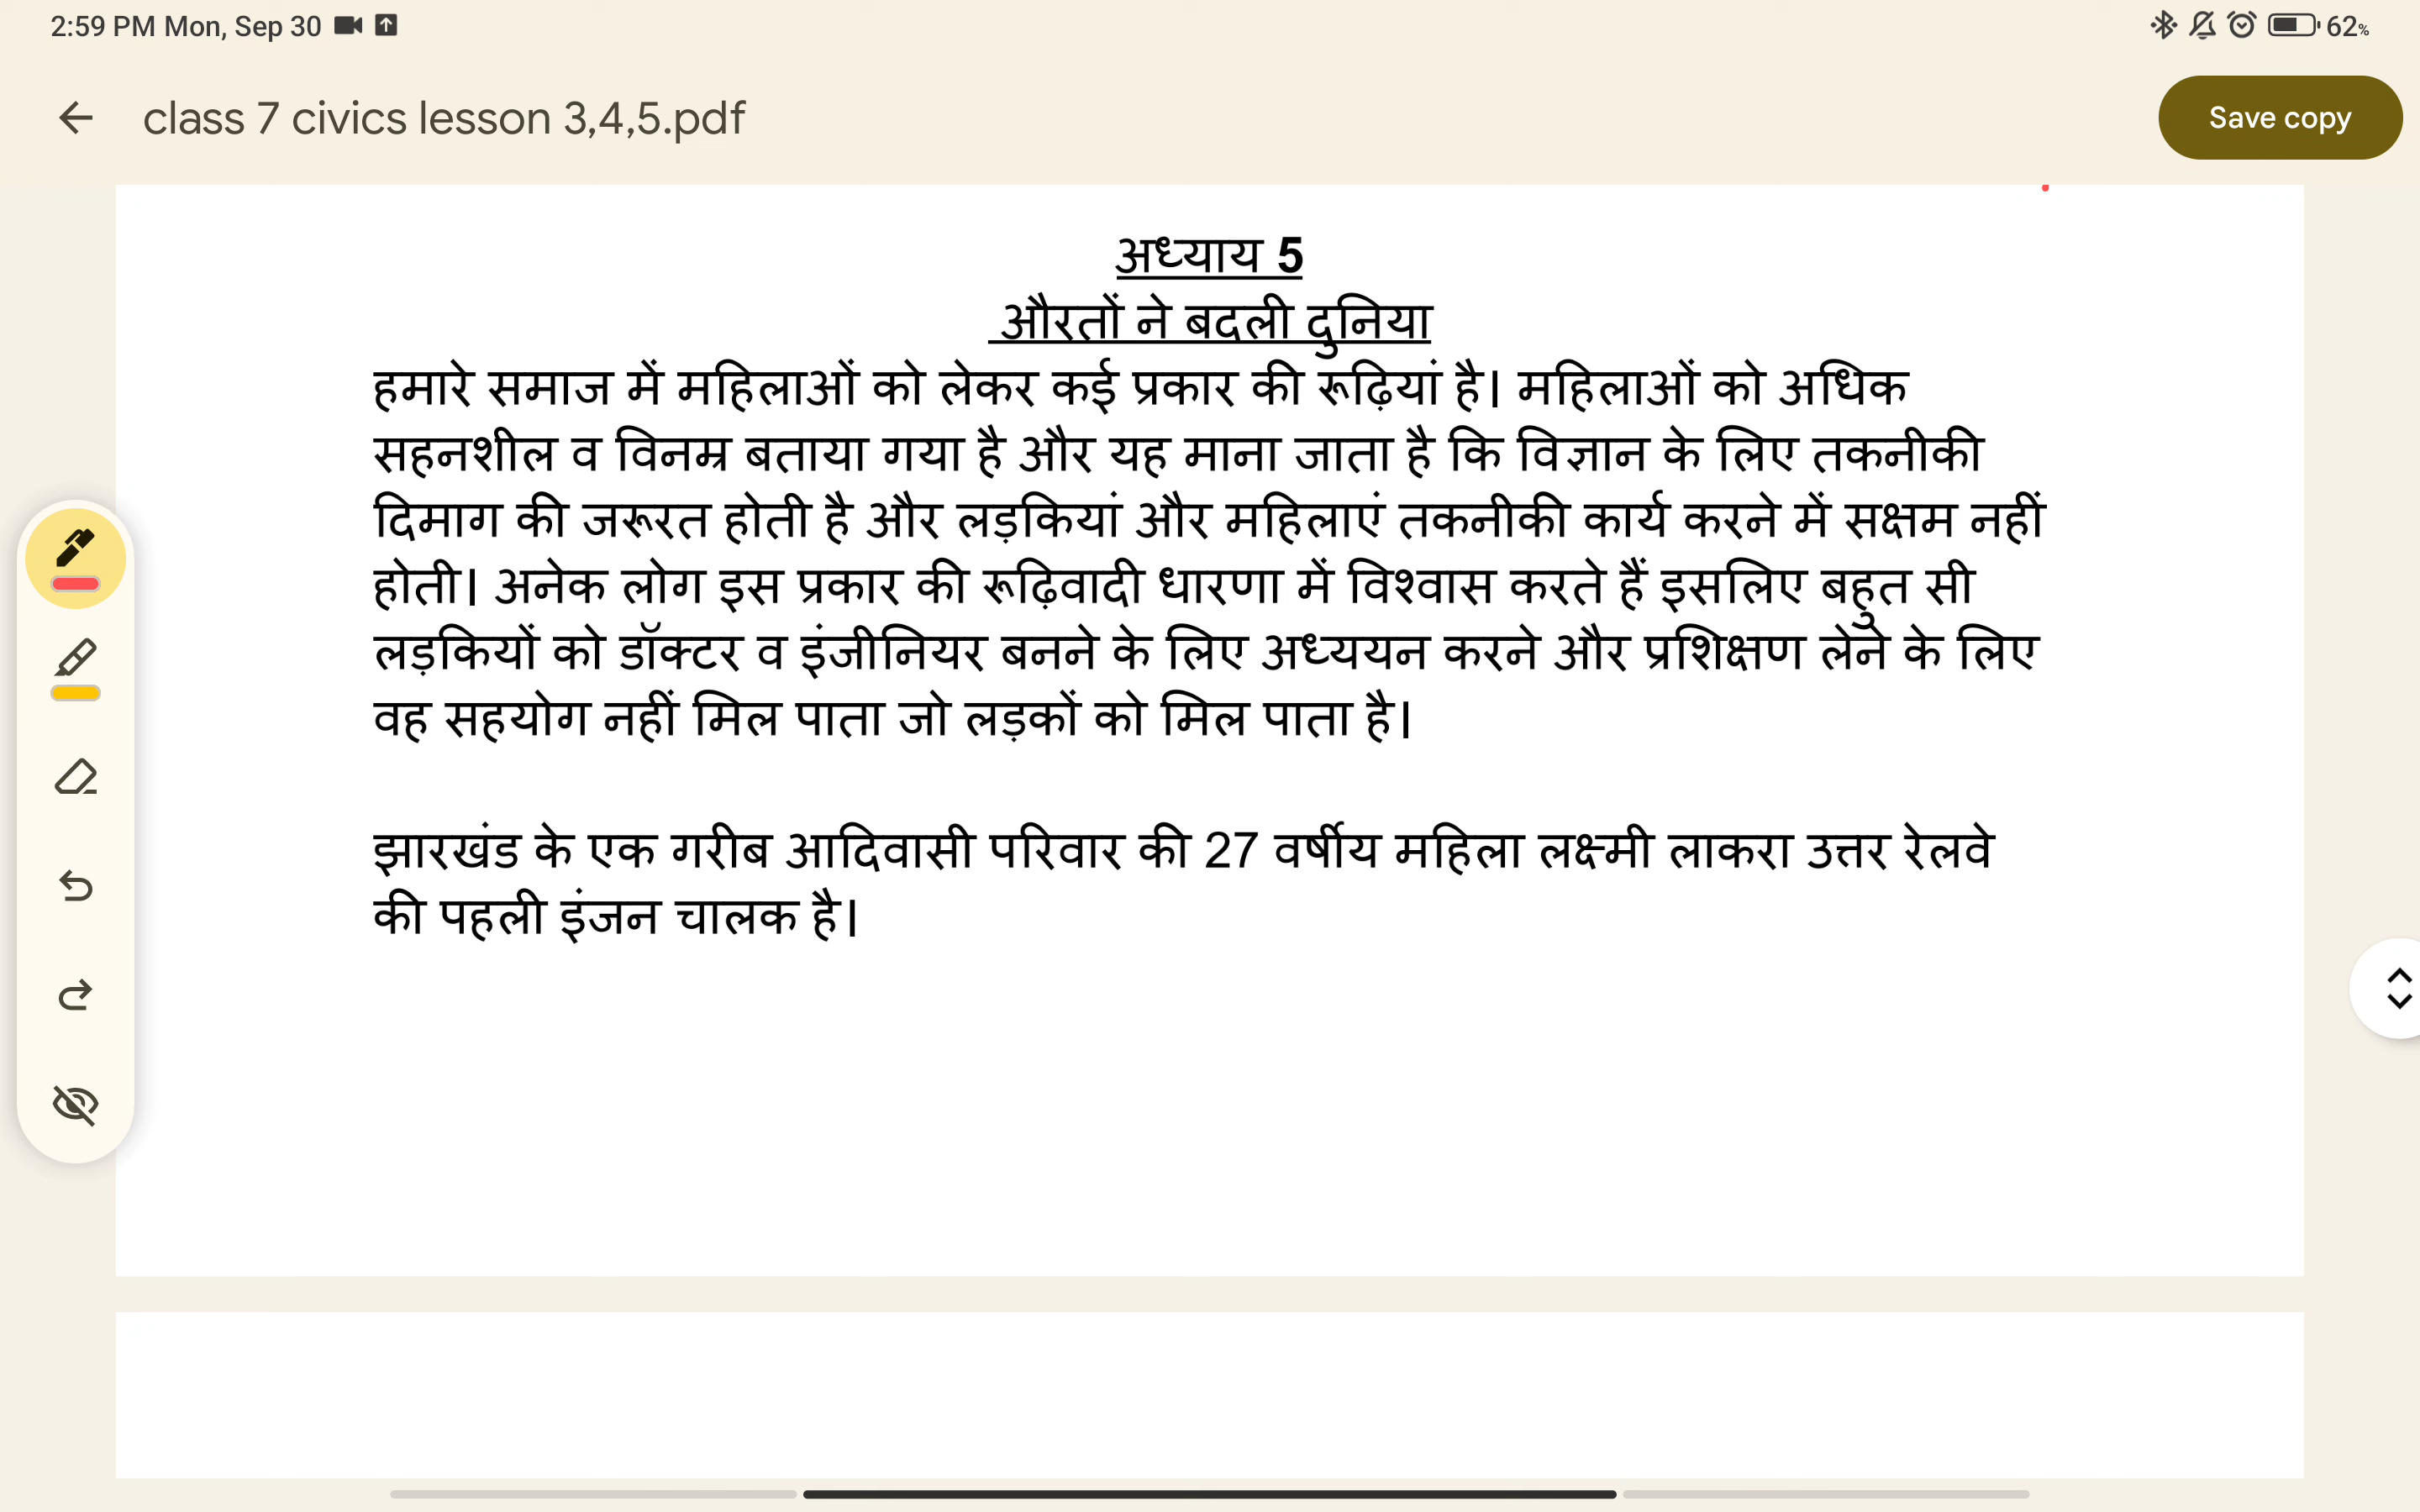 2:59 PM Mon, Sep 30
62%
class 7 civics lesson 3,4,5.pdf
Save copy
अध्याय 5
औरतों ने बदली दुनिया
हमारे समाज में महिलाओं को लेकर कई प्रकार की रूढ़ियां है। महिलाओं को अधिक
सहनशील व विनम्र बताया गया है और यह माना जाता है कि विज्ञान के लिए तकनीकी
दिमाग की जरूरत होती है और लड़कियां और महिलाएं तकनीकी कार्य करने में सक्षम नहीं
होती। अनेक लोग इस प्रकार की रूढ़िवादी धारणा में विश्वास करते हैं इसलिए बहुत सी
लड़कियों को डॉक्टर व इंजीनियर बनने के लिए अध्ययन करने और प्रशिक्षण लेने के लिए
वह सहयोग नहीं मिल पाता जो लड़कों को मिल पाता है।
झारखंड के एक गरीब आदिवासी परिवार की 27 वर्षीय महिला लक्ष्मी लाकरा उत्तर रेलवे
की पहली इंजन चालक है।